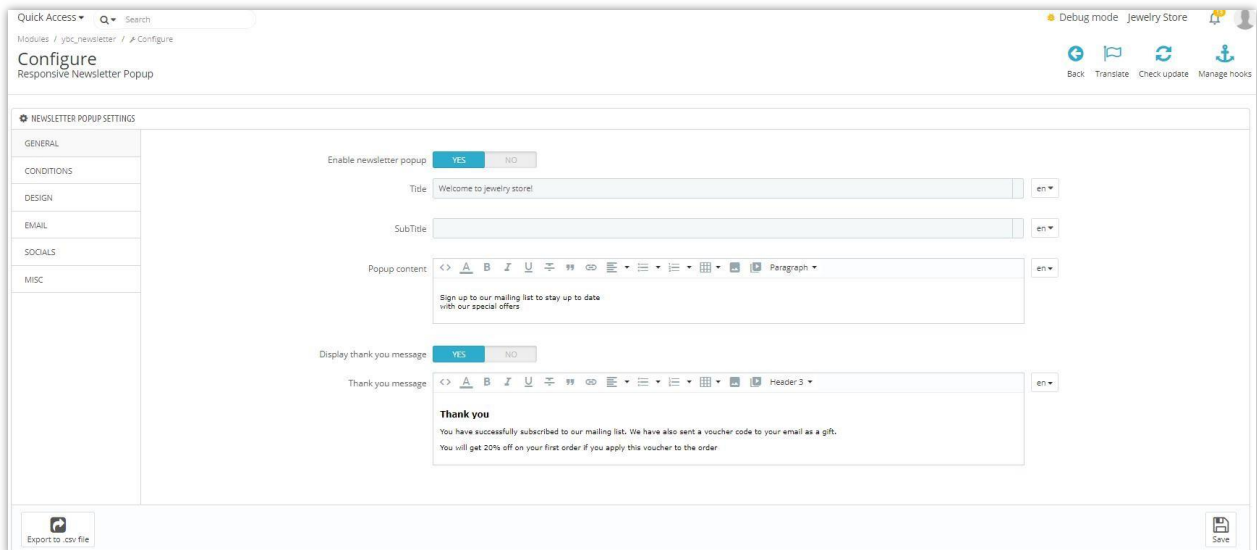 Quick Access Search Debug mode Jewelry Store
Modules / ybc_newsletter / Configure
Configure
Responsive Newsletter Popup
Back Translate Check update Manage hooks
NEWSLETTER POPUP SETTINGS
GENERAL
CONDITIONS
DESIGN
EMAIL
SOCIALS
MISC
Enable newsletter popup YES NO
Title Welcome to jewelry store! en
SubTitle en
Popup content Paragraph en
Sign up to our mailing list to stay up to date
with our special offers
Display thank you message YES NO
Thank you message Header 3 en
Thank you
You have successfully subscribed to our mailing list. We have also sent a voucher code to your email as a gift.
You will get 20% off on your first order if you apply this voucher to the order
Export to .csv file Save